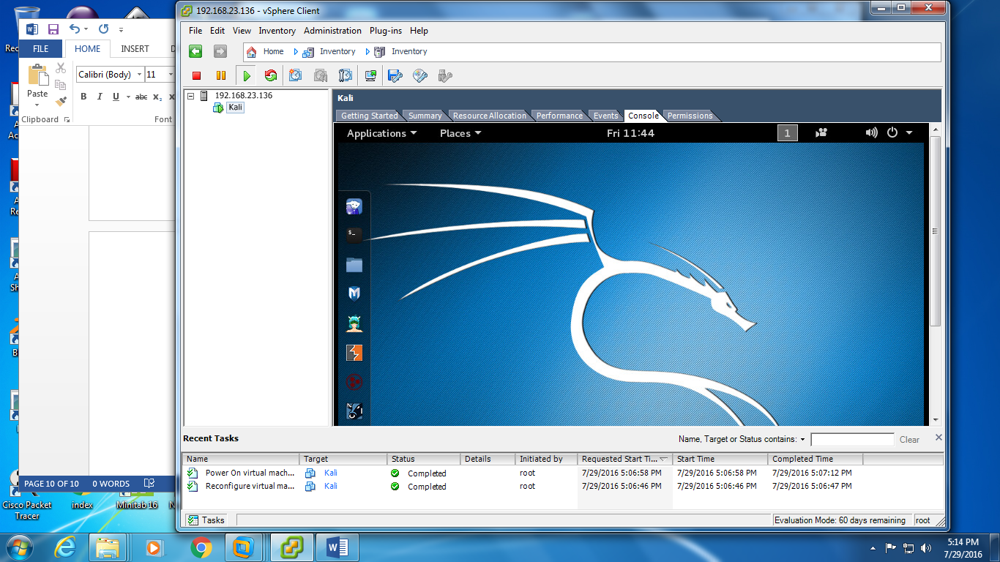 192.168.23.136 - vSphere Client
File Edit View Inventory Administration Plug-ins Help
Home Inventory Inventory
FILE HOME INSERT
Calibri (Body) 11
Paste
B I U abc X₂
Clipboard Font
192.168.23.136
Kali
Kali
Getting Started Summary Resource Allocation Performance Events Console Permissions
Applications Places Fri 11:44 1
$_
Recent Tasks Name, Target or Status contains: Clear
Name Target Status Details Initiated by Requested Start Ti... Start Time Completed Time
Power On virtual mach... Kali Completed root 7/29/2016 5:06:58 PM 7/29/2016 5:06:58 PM 7/29/2016 5:07:12 PM
Reconfigure virtual ma... Kali Completed root 7/29/2016 5:06:46 PM 7/29/2016 5:06:46 PM 7/29/2016 5:06:47 PM
Tasks Evaluation Mode: 60 days remaining root
PAGE 10 OF 10 0 WORDS
Cisco Packet Tracer
index
Minitab 16
5:14 PM
7/29/2016